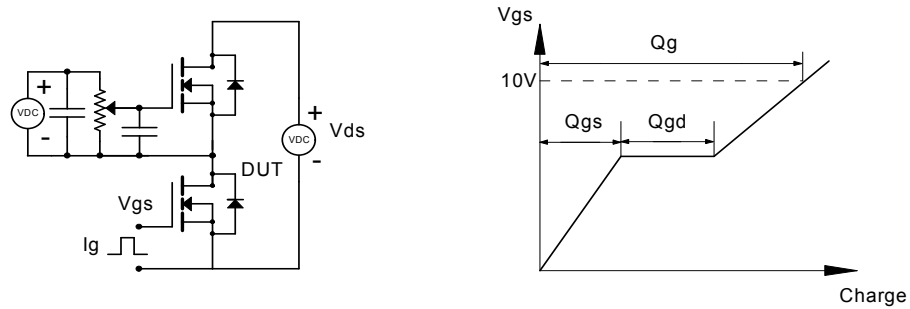 +
VDC
-
+
VDC
-
Vds
DUT
Vgs
Ig
Vgs
Qg
10V
Qgs
Qgd
Charge